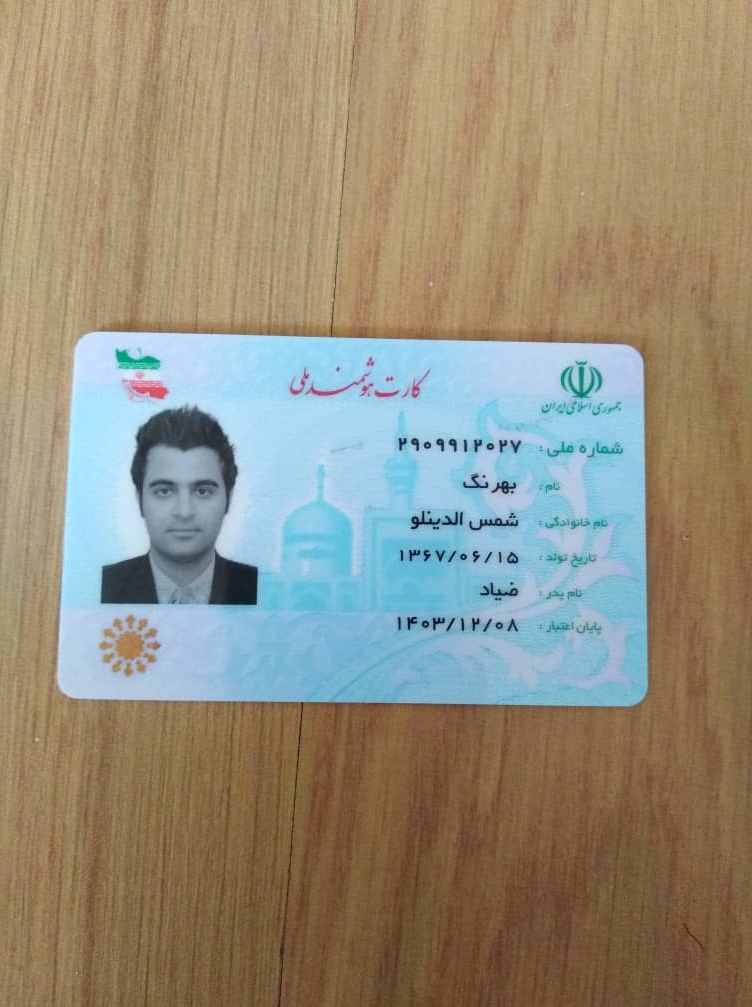 کارت هوشمند ملی
جمهوری اسلامی ایران
شماره ملی : ۲۹۰۹۹۱۲۰۲۷
نام : بهرنگ
نام خانوادگی : شمس الدینلو
تاریخ تولد : ۱۳۶۷/۰۶/۱۵
نام پدر : ضیاد
پایان اعتبار : ۱۴۰۳/۱۲/۰۸